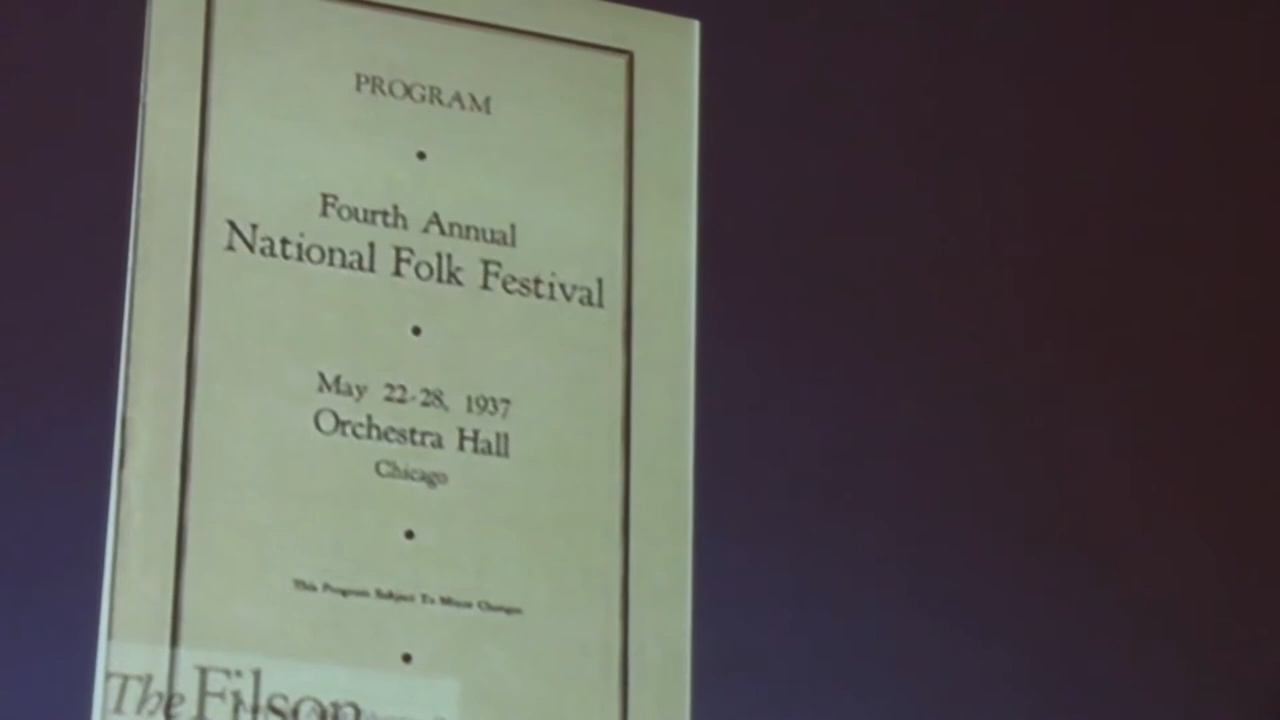 PROGRAM
Fourth Annual
National Folk Festival
May 22-28, 1937
Orchestra Hall
Chicago
This Program Subject To Minor Changes
The Filson